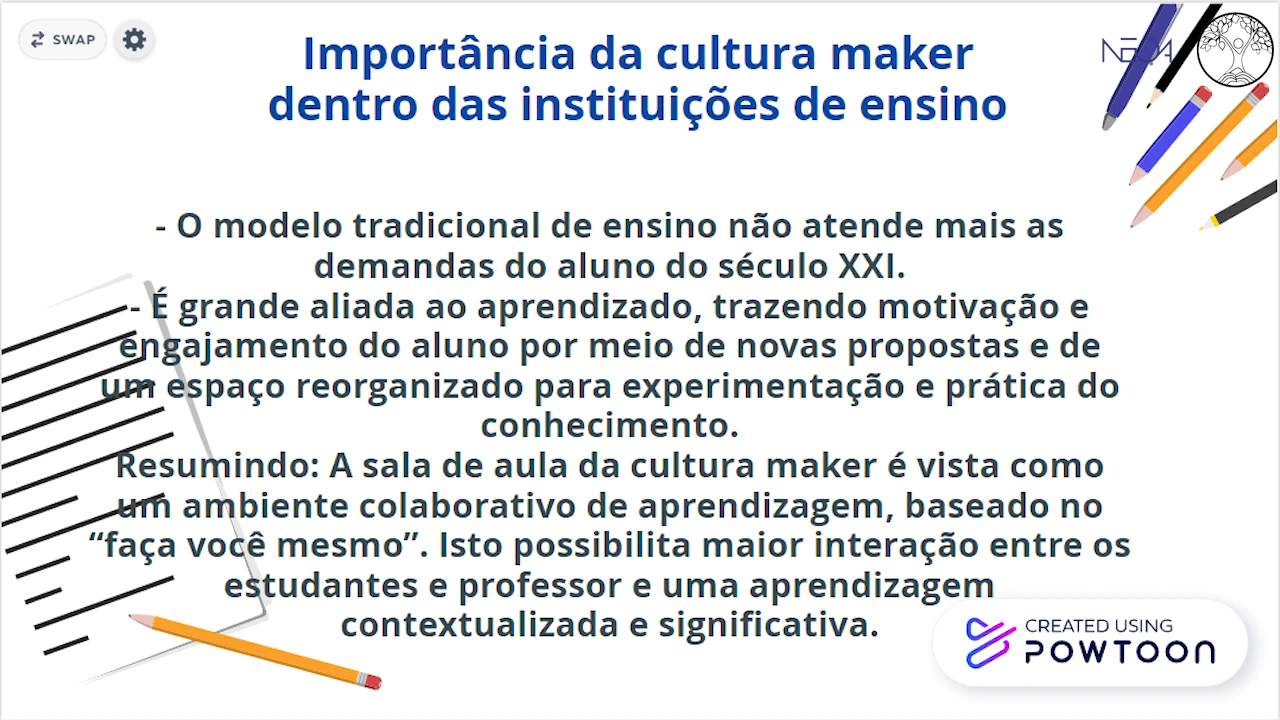 SWAP
Importância da cultura maker
dentro das instituições de ensino
- O modelo tradicional de ensino não atende mais as
demandas do aluno do século XXI.
- É grande aliada ao aprendizado, trazendo motivação e
engajamento do aluno por meio de novas propostas e de
um espaço reorganizado para experimentação e prática do
conhecimento.
Resumindo: A sala de aula da cultura maker é vista como
um ambiente colaborativo de aprendizagem, baseado no
“faça você mesmo”. Isto possibilita maior interação entre os
estudantes e professor e uma aprendizagem
contextualizada e significativa.
CREATED USING
POWTOON